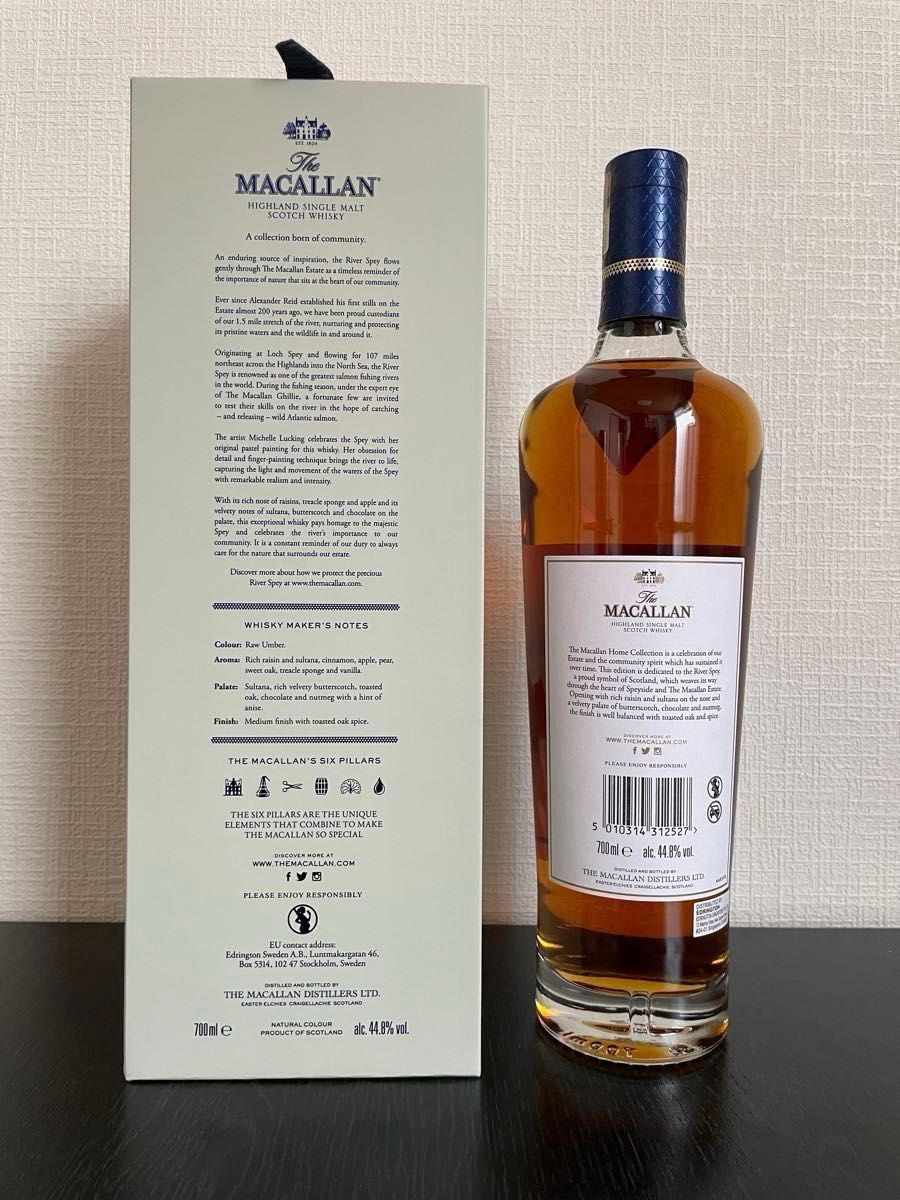 EST. 1824
The
MACALLAN®
HIGHLAND SINGLE MALT
SCOTCH WHISKY
A collection born of community.
An enduring source of inspiration, the River Spey flows
gently through The Macallan Estate as a timeless reminder of
the importance of nature that sits at the heart of our community.
Ever since Alexander Reid established his first stills on the
Estate almost 200 years ago, we have been proud custodians
of our 1.5 mile stretch of the river, nurturing and protecting
its pristine waters and the wildlife in and around it.
Originating at Loch Spey and flowing for 107 miles
northeast across the Highlands into the North Sea, the River
Spey is renowned as one of the greatest salmon fishing rivers
in the world. During the fishing season, under the expert eye
of The Macallan Ghillie, a fortunate few are invited
to test their skills on the river in the hope of catching
– and releasing – wild Atlantic salmon.
The artist Michelle Lucking celebrates the Spey with her
original pastel painting for this whisky. Her obsession for
detail and finger-painting technique brings the river to life,
capturing the light and movement of the waters of the Spey
with remarkable realism and intensity.
With its rich nose of raisins, treacle sponge and apple and its
velvety notes of sultana, butterscotch and chocolate on the
palate, this exceptional whisky pays homage to the majestic
Spey and celebrates the river's importance to our
community. It is a constant reminder of our duty to always
care for the nature that surrounds our estate.
Discover more about how we protect the precious
River Spey at www.themacallan.com.
WHISKY MAKER'S NOTES
Colour: Raw Umber.
Aroma: Rich raisin and sultana, cinnamon, apple, pear,
sweet oak, treacle sponge and vanilla.
Palate: Sultana, rich velvety butterscotch, toasted
oak, chocolate and nutmeg with a hint of
anise.
Finish: Medium finish with toasted oak spice.
THE MACALLAN'S SIX PILLARS
THE SIX PILLARS ARE THE UNIQUE
ELEMENTS THAT COMBINE TO MAKE
THE MACALLAN SO SPECIAL
DISCOVER MORE AT
WWW.THEMACALLAN.COM
PLEASE ENJOY RESPONSIBLY
EU contact address:
Edrington Sweden A.B., Luntmakargatan 46,
Box 5314, 102 47 Stockholm, Sweden
DISTILLED AND BOTTLED BY
THE MACALLAN DISTILLERS LTD.
EASTER ELCHIES CRAIGELLACHIE SCOTLAND
700ml e NATURAL COLOUR alc. 44.8% vol.
PRODUCT OF SCOTLAND
The
MACALLAN
HIGHLAND SINGLE MALT
SCOTCH WHISKY
The Macallan Home Collection is a celebration of our
Estate and the community spirit which has sustained it
over time. This edition is dedicated to the River Spey,
a proud symbol of Scotland, which weaves its way
through the heart of Speyside and The Macallan Estate.
Opening with rich raisin and sultana on the nose and
a velvety palate of butterscotch, chocolate and nutmeg,
the finish is well balanced with toasted oak and spice.
DISCOVER MORE AT
WWW.THEMACALLAN.COM
PLEASE ENJOY RESPONSIBLY
5 010314 312527 >
700ml e alc. 44.8% vol.
DISTILLED AND BOTTLED BY
THE MACALLAN DISTILLERS LTD.
EASTER ELCHIES CRAIGELLACHIE SCOTLAND
DISTRIBUTED BY
EDRINGTON